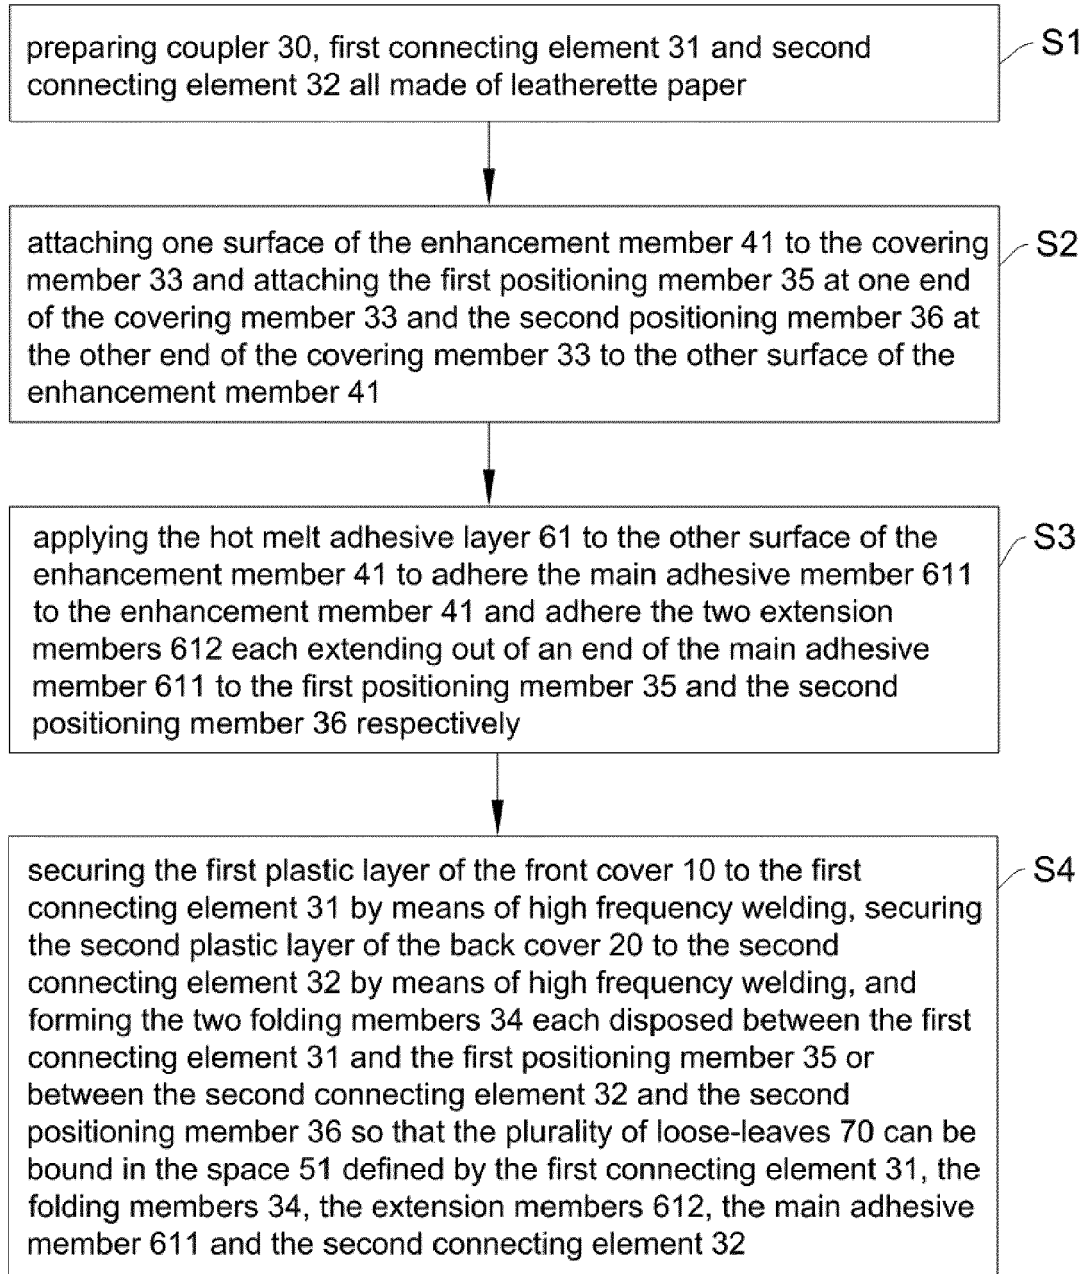 preparing coupler 30, first connecting element 31 and second
connecting element 32 all made of leatherette paper
S1
attaching one surface of the enhancement member 41 to the covering
member 33 and attaching the first positioning member 35 at one end
of the covering member 33 and the second positioning member 36 at
the other end of the covering member 33 to the other surface of the
enhancement member 41
S2
applying the hot melt adhesive layer 61 to the other surface of the
enhancement member 41 to adhere the main adhesive member 611
to the enhancement member 41 and adhere the two extension
members 612 each extending out of an end of the main adhesive
member 611 to the first positioning member 35 and the second
positioning member 36 respectively
S3
securing the first plastic layer of the front cover 10 to the first
connecting element 31 by means of high frequency welding, securing
the second plastic layer of the back cover 20 to the second
connecting element 32 by means of high frequency welding, and
forming the two folding members 34 each disposed between the first
connecting element 31 and the first positioning member 35 or
between the second connecting element 32 and the second
positioning member 36 so that the plurality of loose-leaves 70 can be
bound in the space 51 defined by the first connecting element 31, the
folding members 34, the extension members 612, the main adhesive
member 611 and the second connecting element 32
S4